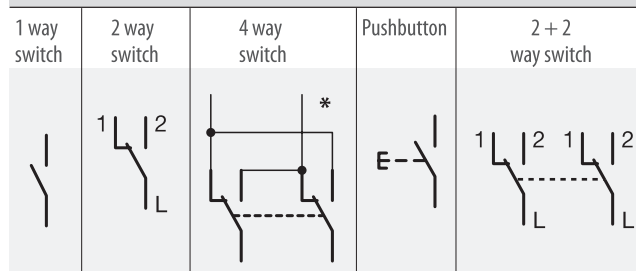 1 way
switch
2 way
switch
4 way
switch
Pushbutton
2 + 2
way switch
1 2
L
*
1 2 1 2
L L